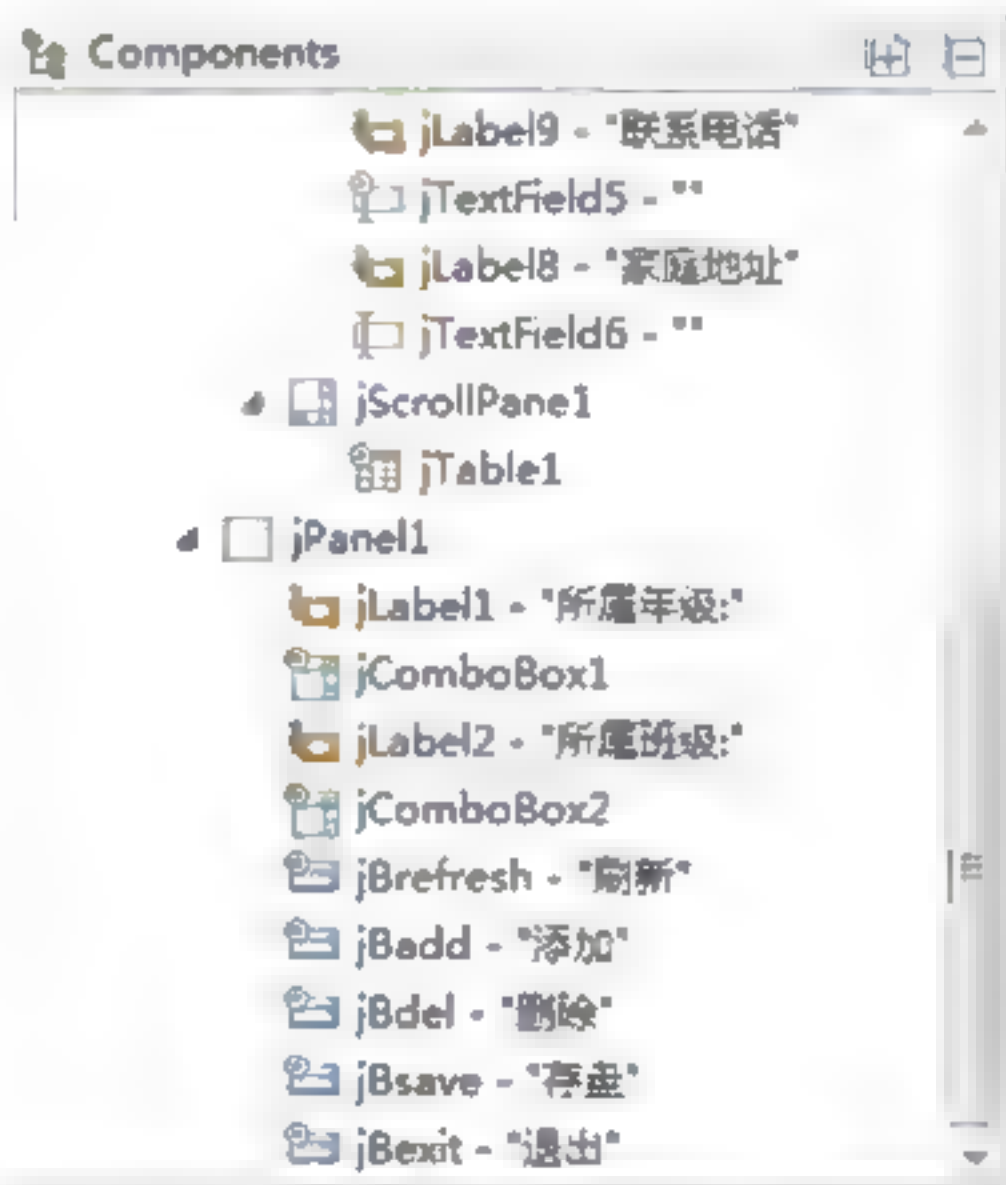 Components
jLabel9 - "联系电话"
jTextField5 - ""
jLabel8 - "家庭地址"
jTextField6 - ""
jScrollPane1
jTable1
jPanel1
jLabel1 - "所属年级:"
jComboBox1
jLabel2 - "所属班级:"
jComboBox2
jBrefresh - "刷新"
jBadd - "添加"
jBdel - "删除"
jBsave - "存盘"
jBexit - "退出"